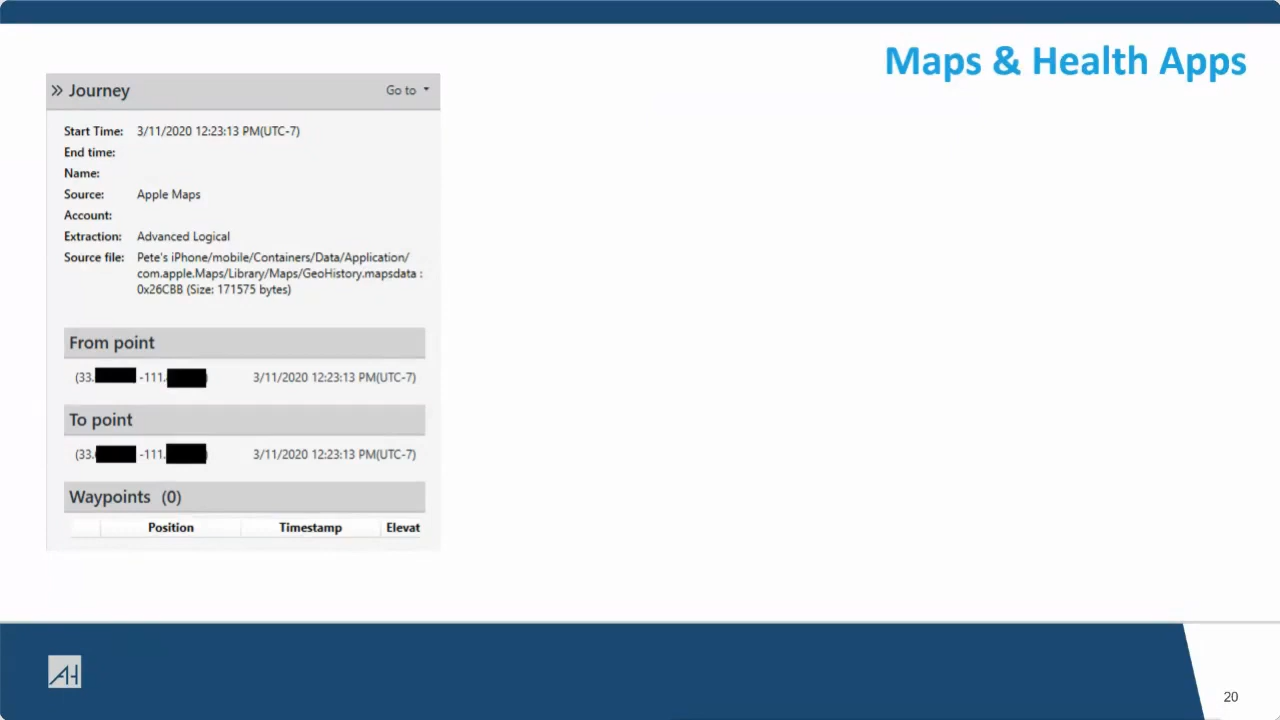 Maps & Health Apps
» Journey Go to
Start Time: 3/11/2020 12:23:13 PM(UTC-7)
End time:
Name:
Source: Apple Maps
Account:
Extraction: Advanced Logical
Source file: Pete's iPhone/mobile/Containers/Data/Application/
com.apple.Maps/Library/Maps/GeoHistory.mapsdata :
0x26CBB (Size: 171575 bytes)
From point
(33. -111. ) 3/11/2020 12:23:13 PM(UTC-7)
To point
(33. -111. ) 3/11/2020 12:23:13 PM(UTC-7)
Waypoints (0)
Position Timestamp Elevat
AH
20